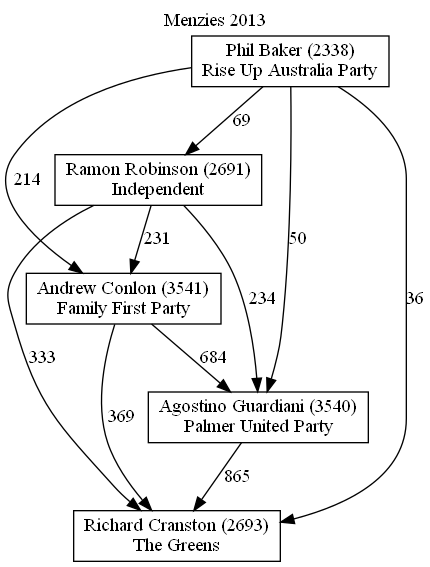 Menzies 2013
Phil Baker (2338)
Rise Up Australia Party
69
Ramon Robinson (2691)
Independent
214
231
50
234
36
Andrew Conlon (3541)
Family First Party
333
684
369
Agostino Guardiani (3540)
Palmer United Party
865
Richard Cranston (2693)
The Greens